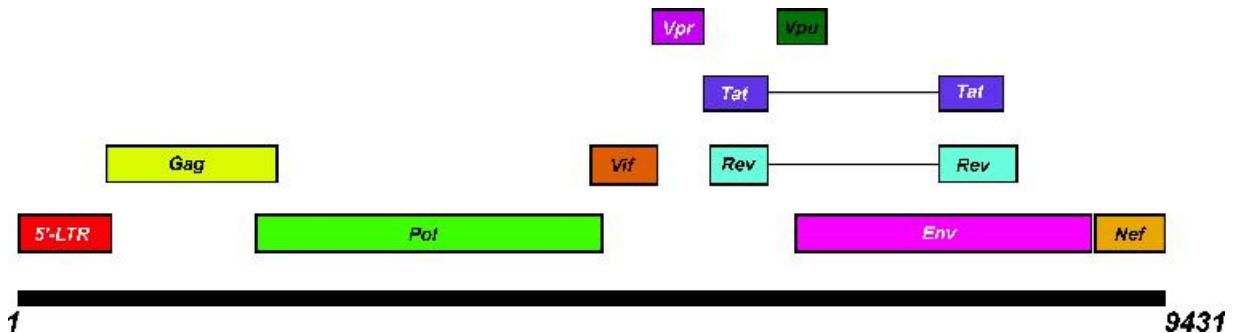 Vpr Vpu
Tat Tat
Gag Vif Rev Rev
5'-LTR Pol Env Nef
1 9431